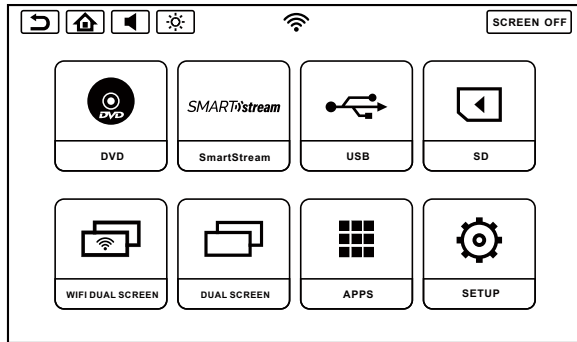 SCREEN OFF
DVD
SMART stream
DVD
SmartStream
USB
SD
WIFI DUAL SCREEN
DUAL SCREEN
APPS
SETUP